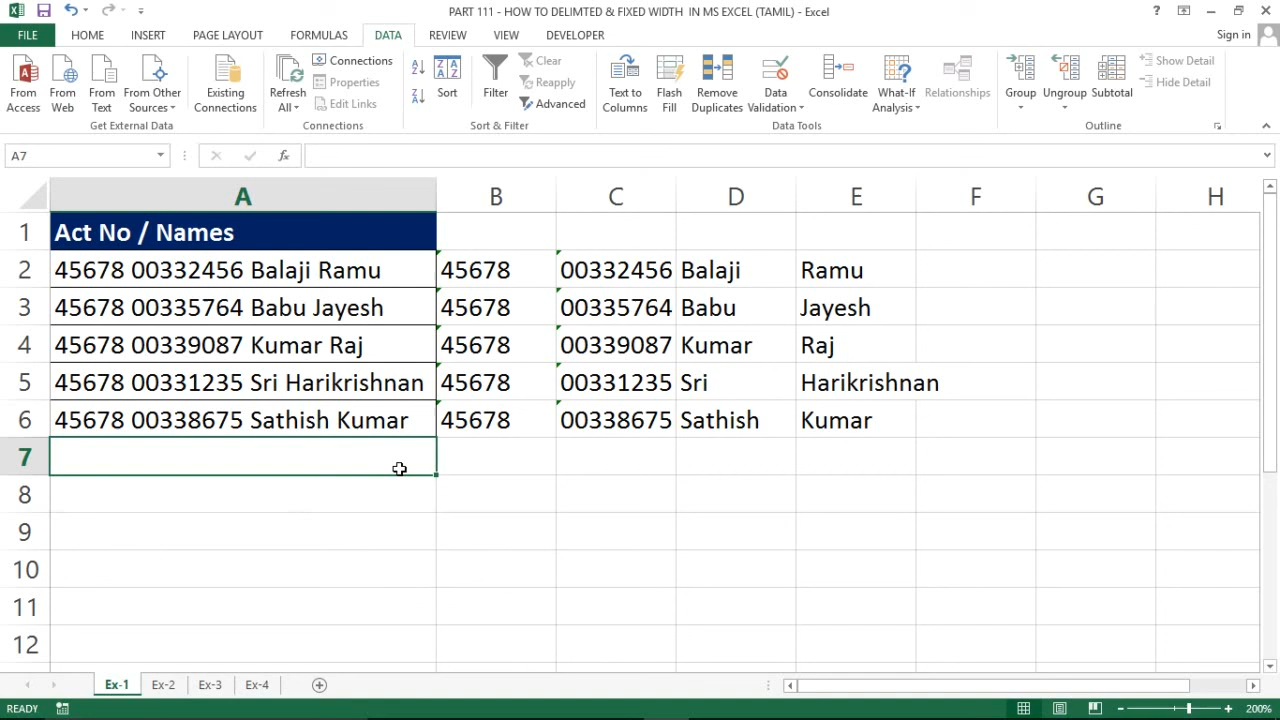 PART 111 - HOW TO DELIMTED & FIXED WIDTH IN MS EXCEL (TAMIL) - Excel
FILE HOME INSERT PAGE LAYOUT FORMULAS DATA REVIEW VIEW DEVELOPER Sign in
From Access
From Web
From Text
From Other Sources
Get External Data
Existing Connections
Refresh All
Connections
Properties
Edit Links
Connections
Sort
Filter
Clear
Reapply
Advanced
Sort & Filter
Text to Columns
Flash Fill
Remove Duplicates
Data Validation
Consolidate
What-If Analysis
Relationships
Data Tools
Group
Ungroup
Subtotal
Show Detail
Hide Detail
Outline
A7 fx
A B C D E F G H
1 Act No / Names
2 45678 00332456 Balaji Ramu 45678 00332456 Balaji Ramu
3 45678 00335764 Babu Jayesh 45678 00335764 Babu Jayesh
4 45678 00339087 Kumar Raj 45678 00339087 Kumar Raj
5 45678 00331235 Sri Harikrishnan 45678 00331235 Sri Harikrishnan
6 45678 00338675 Sathish Kumar 45678 00338675 Sathish Kumar
7
8
9
10
11
12
Ex-1 Ex-2 Ex-3 Ex-4
READY 200%